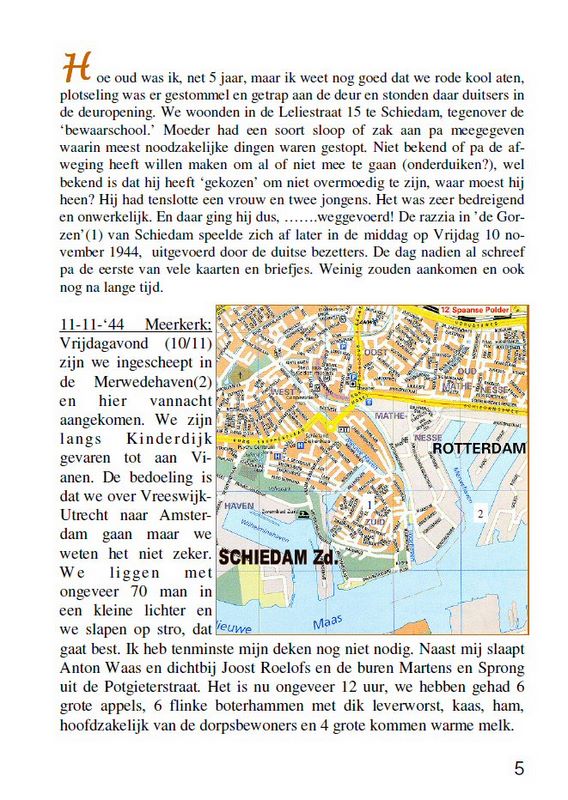 Hoe oud was ik, net 5 jaar, maar ik weet nog goed dat we rode kool aten,
plotseling was er gestommel en getrap aan de deur en stonden daar duitsers in
de deuropening. We woonden in de Leliestraat 15 te Schiedam, tegenover de
‘bewaarschool.’ Moeder had een soort sloop of zak aan pa meegegeven
waarin meest noodzakelijke dingen waren gestopt. Niet bekend of pa de af-
weging heeft willen maken om al of niet mee te gaan (onderduiken?), wel
bekend is dat hij heeft ‘gekozen’ om niet overmoedig te zijn, waar moest hij
heen? Hij had tenslotte een vrouw en twee jongens. Het was zeer bedreigend
en onwerkelijk. En daar ging hij dus, …….weggevoerd! De razzia in ’de Gor-
zen’(1) van Schiedam speelde zich af later in de middag op Vrijdag 10 no-
vember 1944, uitgevoerd door de duitse bezetters. De dag nadien al schreef
pa de eerste van vele kaarten en briefjes. Weinig zouden aankomen en ook
nog na lange tijd.
11-11-‘44 Meerkerk;
Vrijdagavond (10/11)
zijn we ingescheept in
de Merwedehaven(2)
en hier vannacht
aangekomen. We zijn
langs Kinderdijk
gevaren tot aan Vi-
anen. De bedoeling is
dat we over Vreeswijk-
Utrecht naar Amster-
dam gaan maar we
weten het niet zeker.
We liggen met
ongeveer 70 man in
een kleine lichter en
we slapen op stro, dat
gaat best. Ik heb tenminste mijn deken nog niet nodig. Naast mij slaapt
Anton Waas en dichtbij Joost Roelofs en de buren Martens en Sprong
uit de Potgieterstraat. Het is nu ongeveer 12 uur, we hebben gehad 6
grote appels, 6 flinke boterhammen met dik leverworst, kaas, ham,
hoofdzakelijk van de dorpsbewoners en 4 grote kommen warme melk.
12 Spaanse Polder
OOST
WEST
OUD
MATHE-
NESSE
MATHE-
NESSE
ROTTERDAM
HAVEN
1
ZUID
2
Wilhelminahaven
SCHIEDAM Zd.
Nieuwe
Maas
5